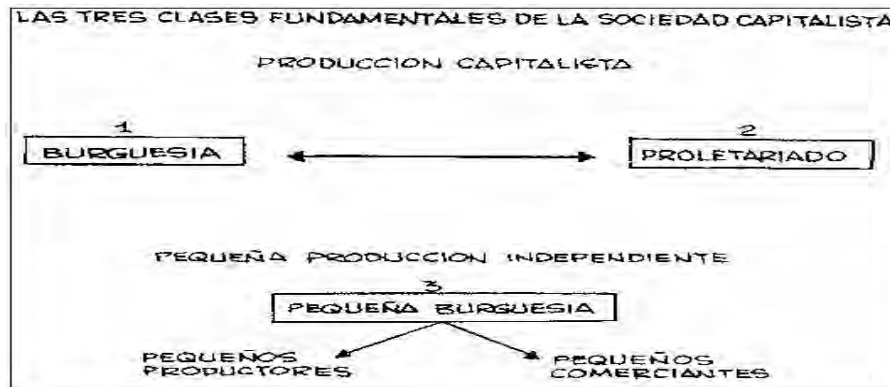 LAS TRES CLASES FUNDAMENTALES DE LA SOCIEDAD CAPITALISTA
PRODUCCION CAPITALISTA
1
2
BURGUESIA
PROLETARIADO
PEQUEÑA PRODUCCION INDEPENDIENTE
3
PEQUEÑA BURGUESIA
PEQUEÑOS
PRODUCTORES
PEQUEÑOS
COMERCIANTES